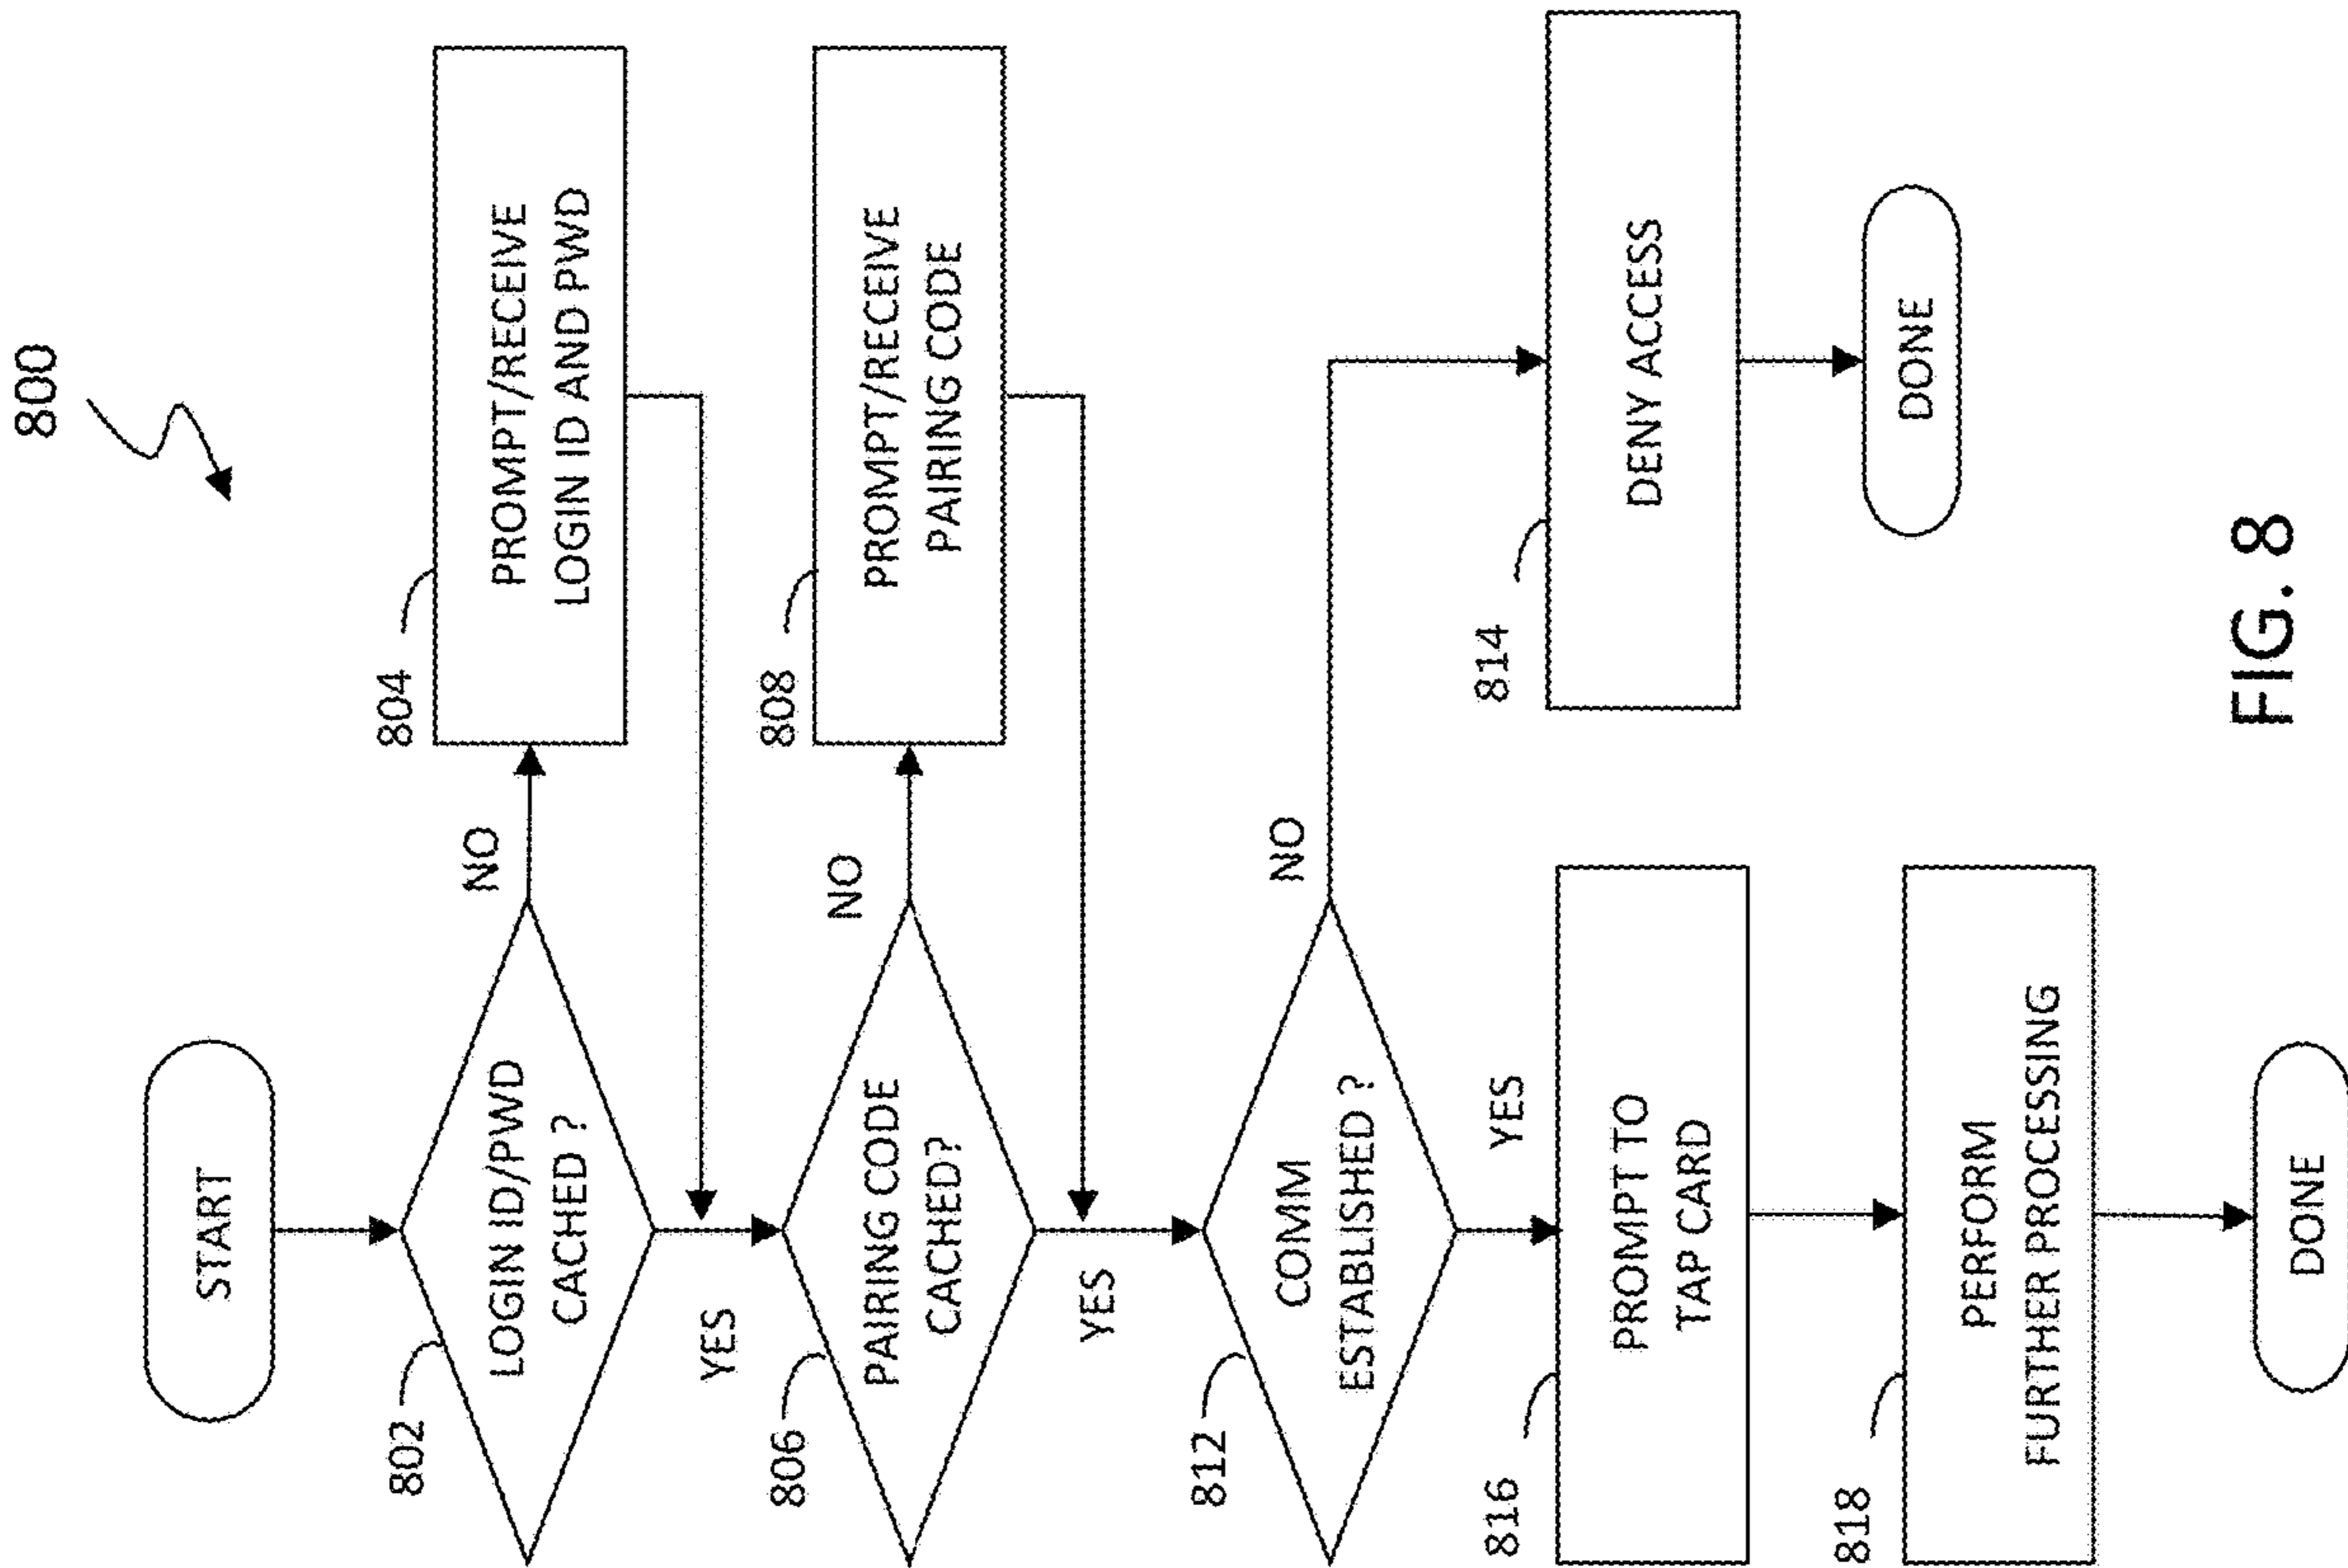 800
START
802
LOGIN ID/PWD
CACHED ?
NO
804
PROMPT/RECEIVE
LOGIN ID AND PWD
YES
806
PAIRING CODE
CACHED?
NO
808
PROMPT/RECEIVE
PAIRING CODE
YES
812
COMM
ESTABLISHED ?
NO
814
DENY ACCESS
DONE
YES
816
PROMPT TO
TAP CARD
818
PERFORM
FURTHER PROCESSING
DONE
FIG. 8